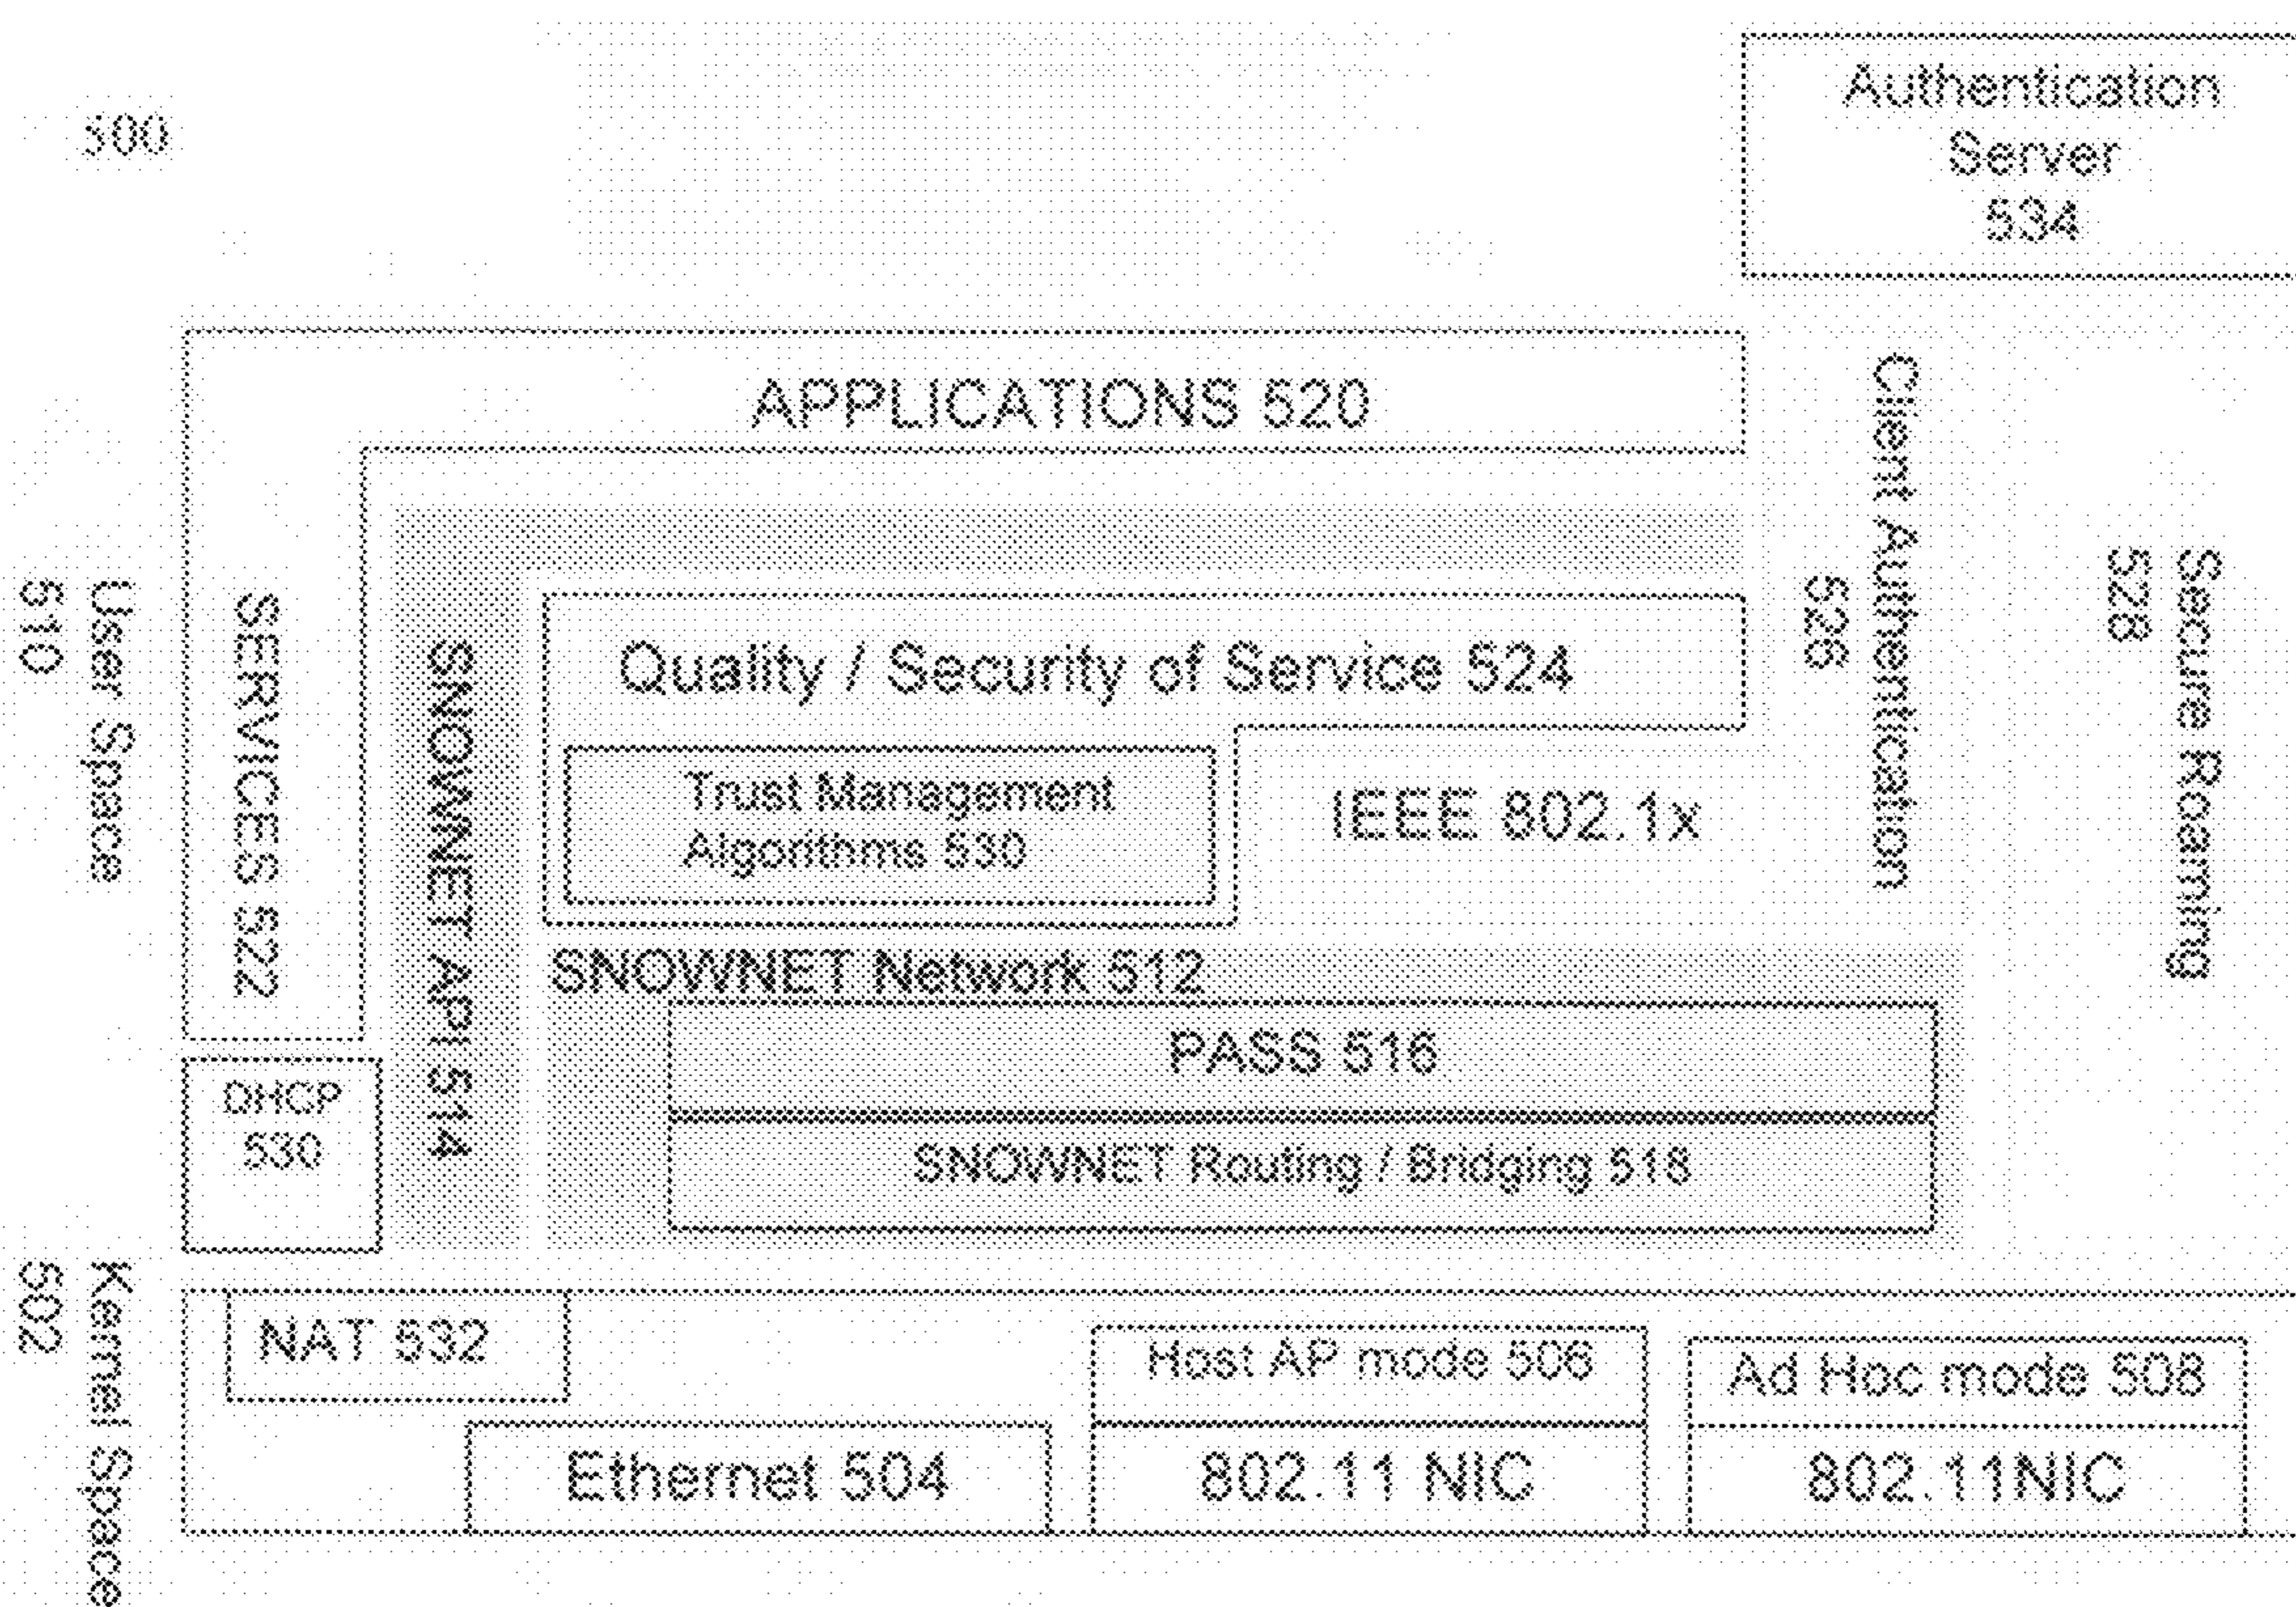 500
Authentication
Server
534
APPLICATIONS 520
Client Authentication
526
Secure Roaming
528
User Space
510
SERVICES 522
SNOWNET API 514
Quality / Security of Service 524
Trust Management
Algorithms 530
IEEE 802.1x
SNOWNET Network 512
PASS 516
SNOWNET Routing / Bridging 518
DHCP
530
Kernel Space
502
NAT 532
Host AP mode 506
Ad Hoc mode 508
Ethernet 504
802.11 NIC
802.11NIC